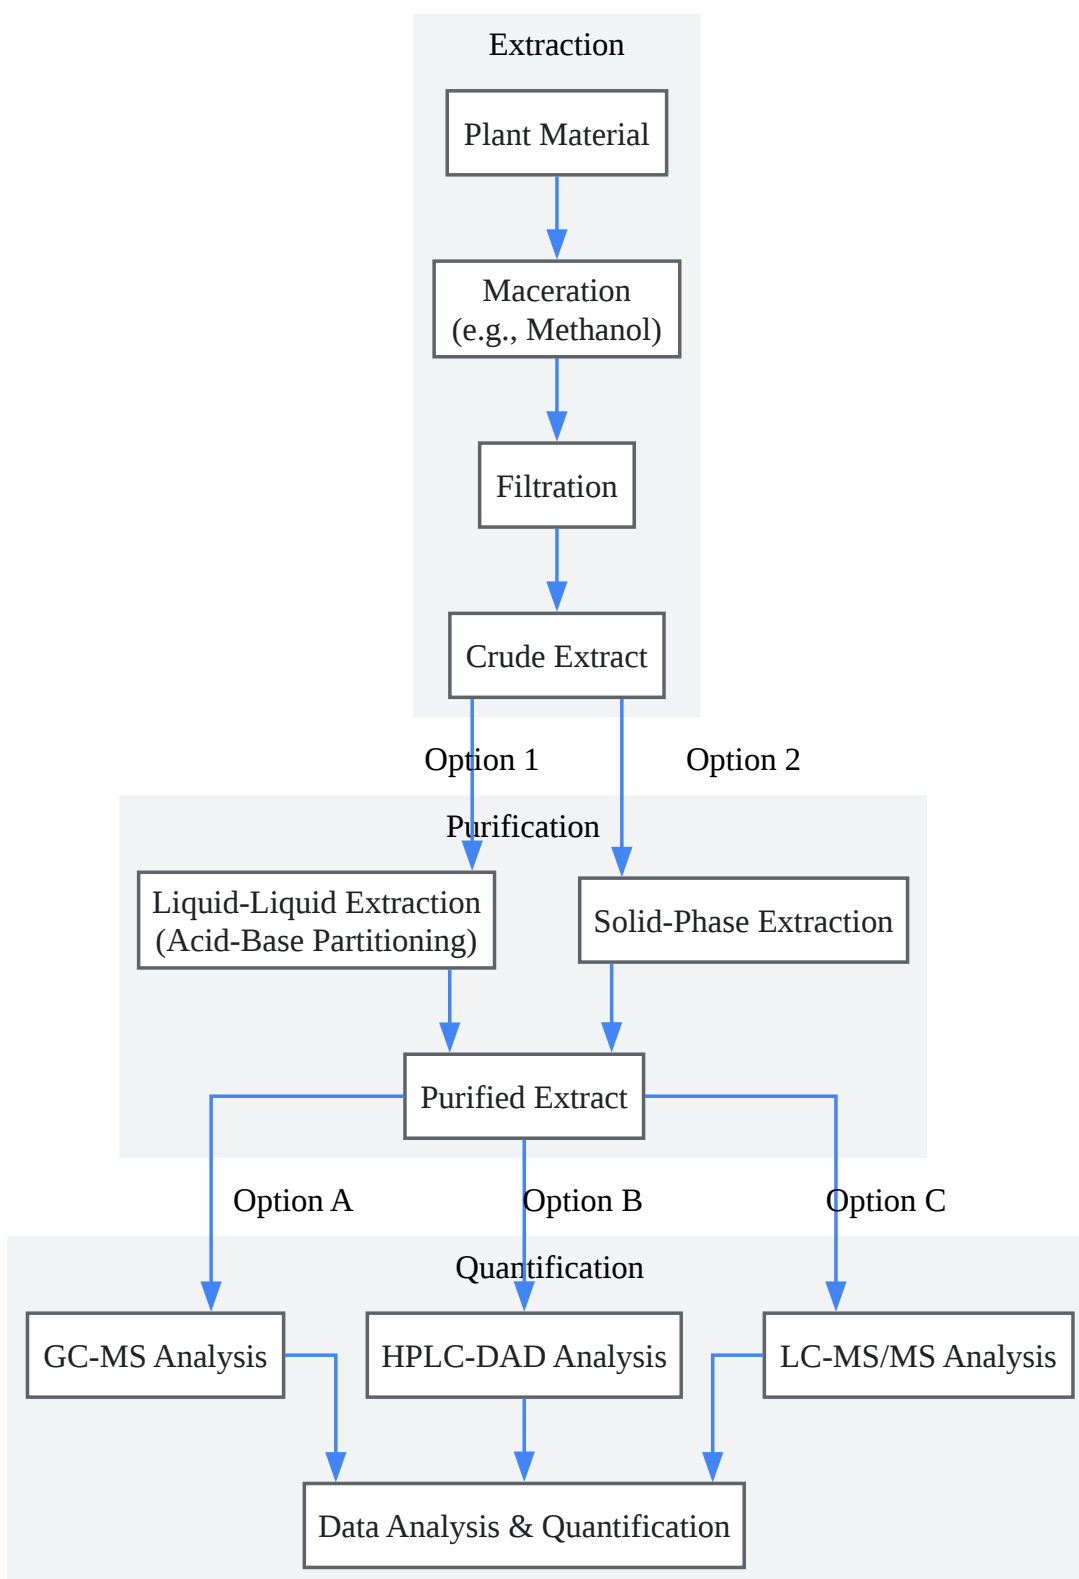 Extraction
Plant Material
Maceration
(e.g., Methanol)
Filtration
Crude Extract
Option 1
Option 2
Purification
Liquid-Liquid Extraction
(Acid-Base Partitioning)
Solid-Phase Extraction
Purified Extract
Option A
Option B
Option C
Quantification
GC-MS Analysis
HPLC-DAD Analysis
LC-MS/MS Analysis
Data Analysis & Quantification